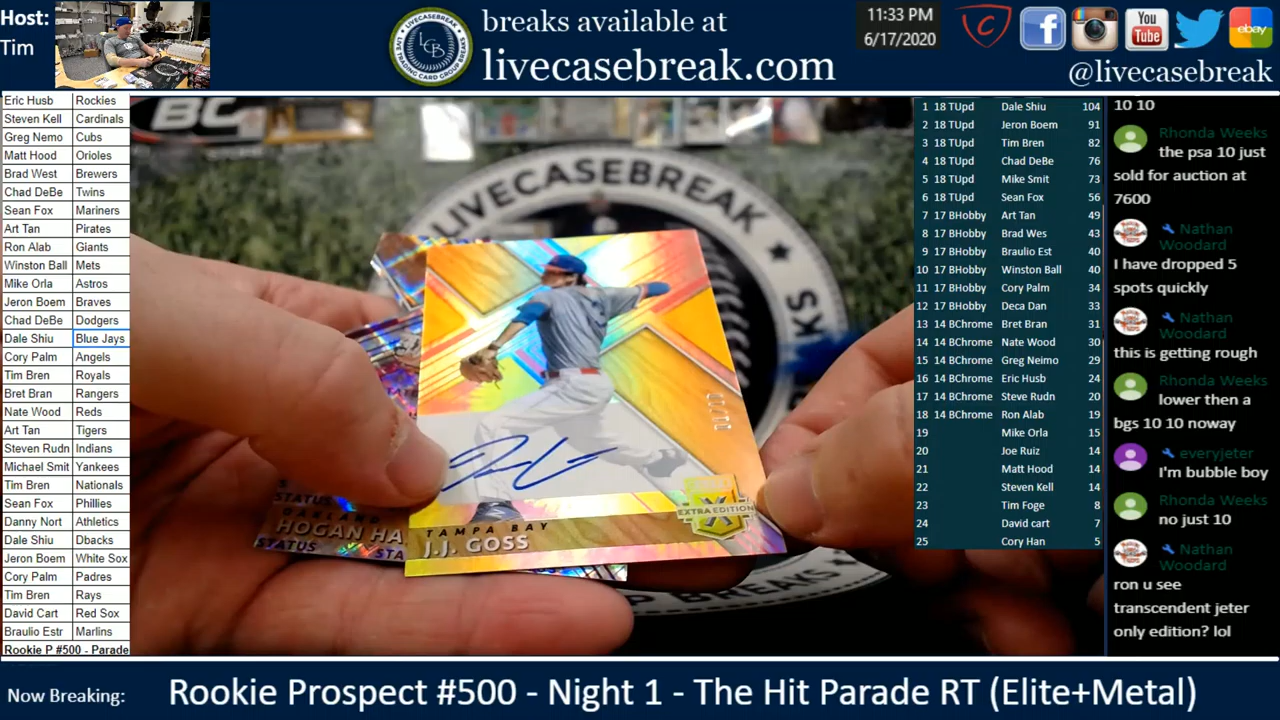 Host:
Tim
breaks available at
livecasebreak.com
11:33 PM
6/17/2020
You
Tube
ebay
@livecasebreak
LIVE TRADING CARD GROUP BREAKS
LCB
Eric Husb Rockies
Steven Kell Cardinals
Greg Nemo Cubs
Matt Hood Orioles
Brad West Brewers
Chad DeBe Twins
Sean Fox Mariners
Art Tan Pirates
Ron Alab Giants
Winston Ball Mets
Mike Orla Astros
Jeron Boem Braves
Chad DeBe Dodgers
Dale Shiu Blue Jays
Cory Palm Angels
Tim Bren Royals
Bret Bran Rangers
Nate Wood Reds
Art Tan Tigers
Steven Rudn Indians
Michael Smit Yankees
Tim Bren Nationals
Sean Fox Phillies
Danny Nort Athletics
Dale Shiu Dbacks
Jeron Boem White Sox
Cory Palm Padres
Tim Bren Rays
David Cart Red Sox
Braulio Estr Marlins
Rookie P #500 - Parade
BC
LIVECASEBREAK
EXTRA EDITION
TAMPA BAY
J.J. GOSS
STATUS
OAKLAND
HOGAN HA
STATUS STA
1 18 TUpd Dale Shiu 104
2 18 TUpd Jeron Boem 91
3 18 TUpd Tim Bren 82
4 18 TUpd Chad DeBe 76
5 18 TUpd Mike Smit 73
6 18 TUpd Sean Fox 56
7 17 BHobby Art Tan 49
8 17 BHobby Brad Wes 43
9 17 BHobby Braulio Est 40
10 17 BHobby Winston Ball 40
11 17 BHobby Cory Palm 34
12 17 BHobby Deca Dan 33
13 14 BChrome Bret Bran 31
14 14 BChrome Nate Wood 30
15 14 BChrome Greg Neimo 29
16 14 BChrome Eric Husb 24
17 14 BChrome Steve Rudn 20
18 14 BChrome Ron Alab 19
19 Mike Orla 15
20 Joe Ruiz 14
21 Matt Hood 14
22 Steven Kell 14
23 Tim Foge 8
24 David cart 7
25 Cory Han 5
10 10
Rhonda Weeks
the psa 10 just
sold for auction at
7600
Nathan
Woodard
I have dropped 5
spots quickly
Nathan
Woodard
this is getting rough
Rhonda Weeks
lower then a
bgs 10 10 noway
everyjeter
I'm bubble boy
Rhonda Weeks
no just 10
Nathan
Woodard
ron u see
transcendent jeter
only edition? lol
Now Breaking:
Rookie Prospect #500 - Night 1 - The Hit Parade RT (Elite+Metal)